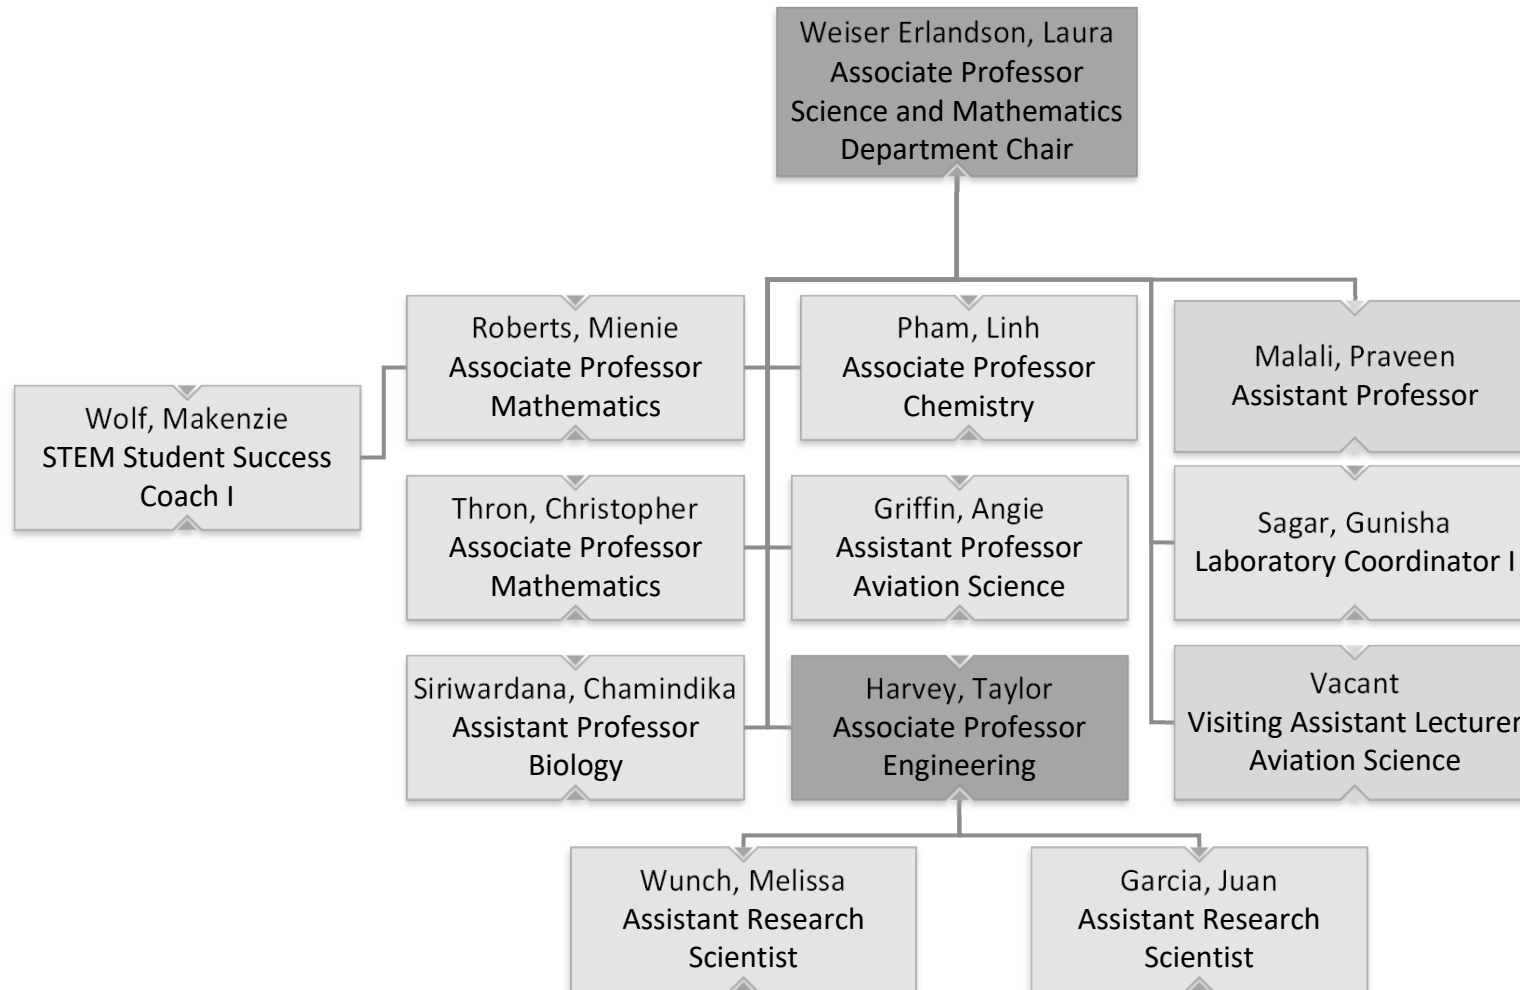 Weiser Erlandson, Laura
Associate Professor
Science and Mathematics
Department Chair
Roberts, Mienie
Associate Professor
Mathematics
Pham, Linh
Associate Professor
Chemistry
Malali, Praveen
Assistant Professor
Wolf, Makenzie
STEM Student Success
Coach I
Thron, Christopher
Associate Professor
Mathematics
Griffin, Angie
Assistant Professor
Aviation Science
Sagar, Gunisha
Laboratory Coordinator I
Siriwardana, Chamindika
Assistant Professor
Biology
Harvey, Taylor
Associate Professor
Engineering
Vacant
Visiting Assistant Lecturer
Aviation Science
Wunch, Melissa
Assistant Research
Scientist
Garcia, Juan
Assistant Research
Scientist